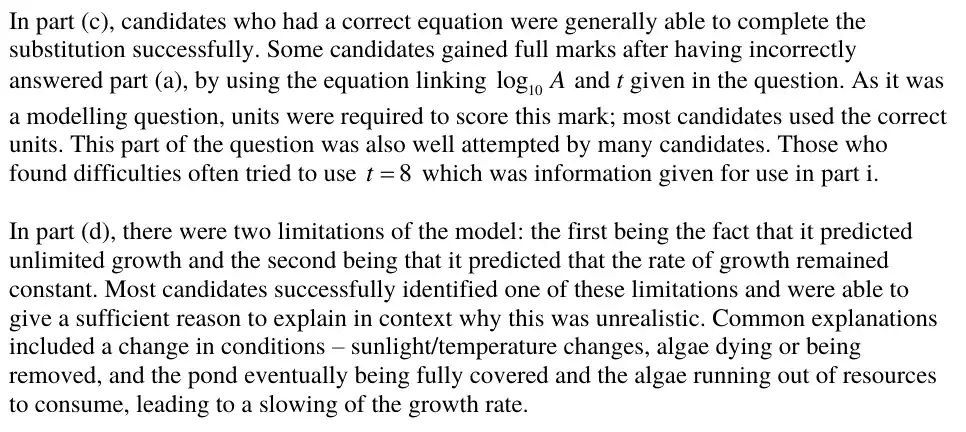 In part (c), candidates who had a correct equation were generally able to complete the
substitution successfully. Some candidates gained full marks after having incorrectly
answered part (a), by using the equation linking log₁₀ A and t given in the question. As it was
a modelling question, units were required to score this mark; most candidates used the correct
units. This part of the question was also well attempted by many candidates. Those who
found difficulties often tried to use t = 8 which was information given for use in part i.
In part (d), there were two limitations of the model: the first being the fact that it predicted
unlimited growth and the second being that it predicted that the rate of growth remained
constant. Most candidates successfully identified one of these limitations and were able to
give a sufficient reason to explain in context why this was unrealistic. Common explanations
included a change in conditions – sunlight/temperature changes, algae dying or being
removed, and the pond eventually being fully covered and the algae running out of resources
to consume, leading to a slowing of the growth rate.